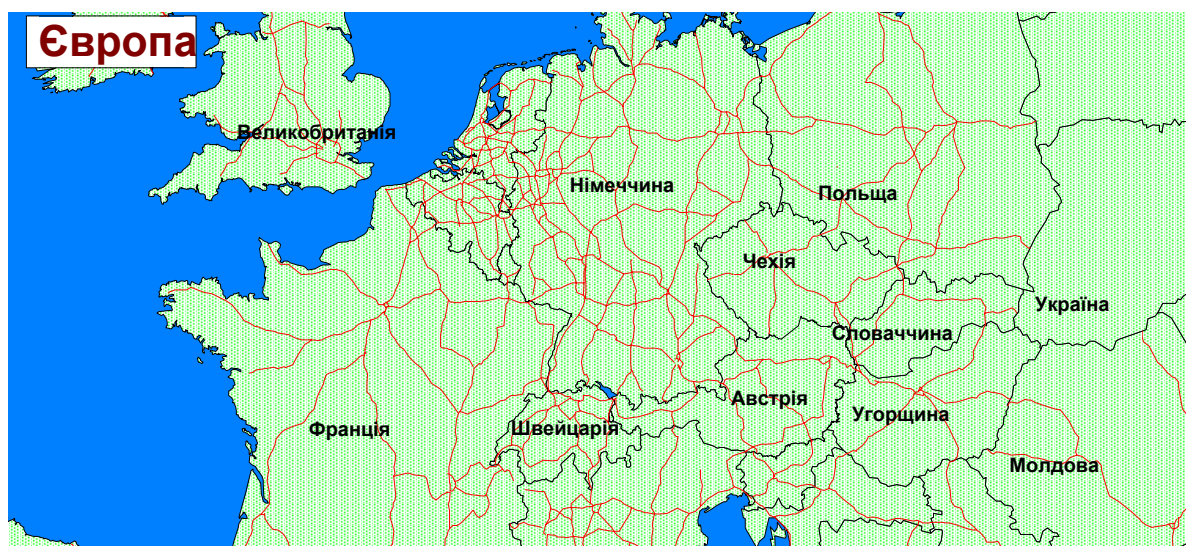 Європа
Великобританія
Німеччина
Польща
Чехія
Україна
Словаччина
Австрія
Угорщина
Франція
Швейцарія
Молдова